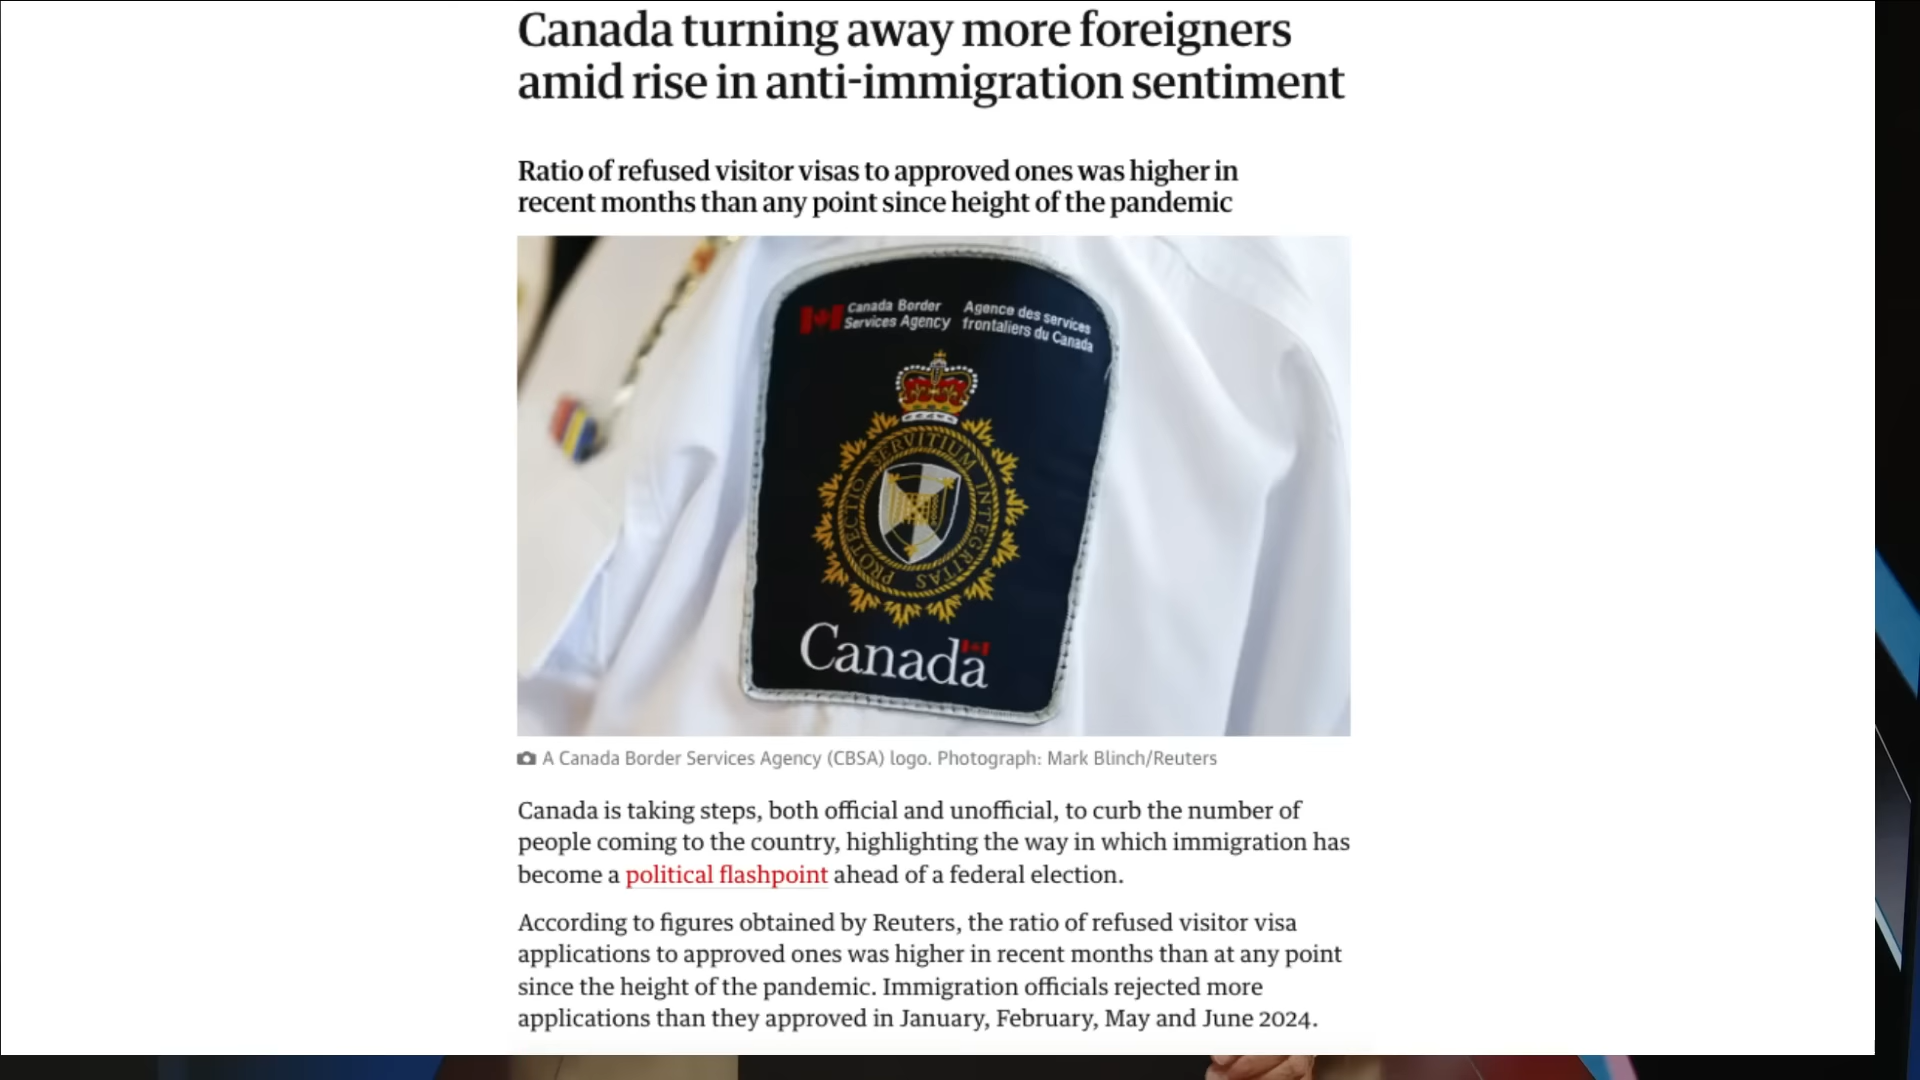 Canada turning away more foreigners
amid rise in anti-immigration sentiment
Ratio of refused visitor visas to approved ones was higher in
recent months than any point since height of the pandemic
Canada Border
Services Agency
Agence des services
frontaliers du Canada
PROTECTIO SERVITIUM INTEGRITAS
Canada
A Canada Border Services Agency (CBSA) logo. Photograph: Mark Blinch/Reuters
Canada is taking steps, both official and unofficial, to curb the number of
people coming to the country, highlighting the way in which immigration has
become a political flashpoint ahead of a federal election.
According to figures obtained by Reuters, the ratio of refused visitor visa
applications to approved ones was higher in recent months than at any point
since the height of the pandemic. Immigration officials rejected more
applications than they approved in January, February, May and June 2024.